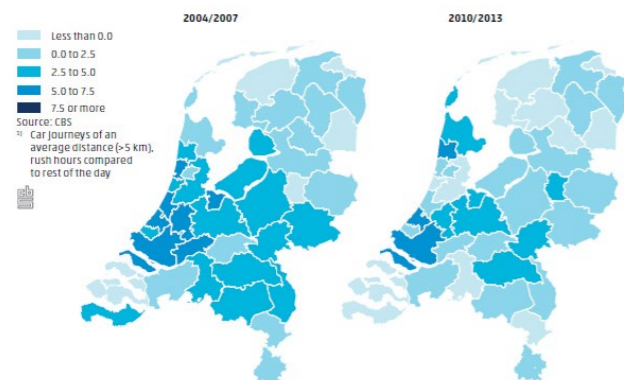 2004/2007
2010/2013
Less than 0.0
0.0 to 2.5
2.5 to 5.0
5.0 to 7.5
7.5 or more
Source: CBS
¹⁾ Car journeys of an
average distance (>5 km),
rush hours compared
to rest of the day